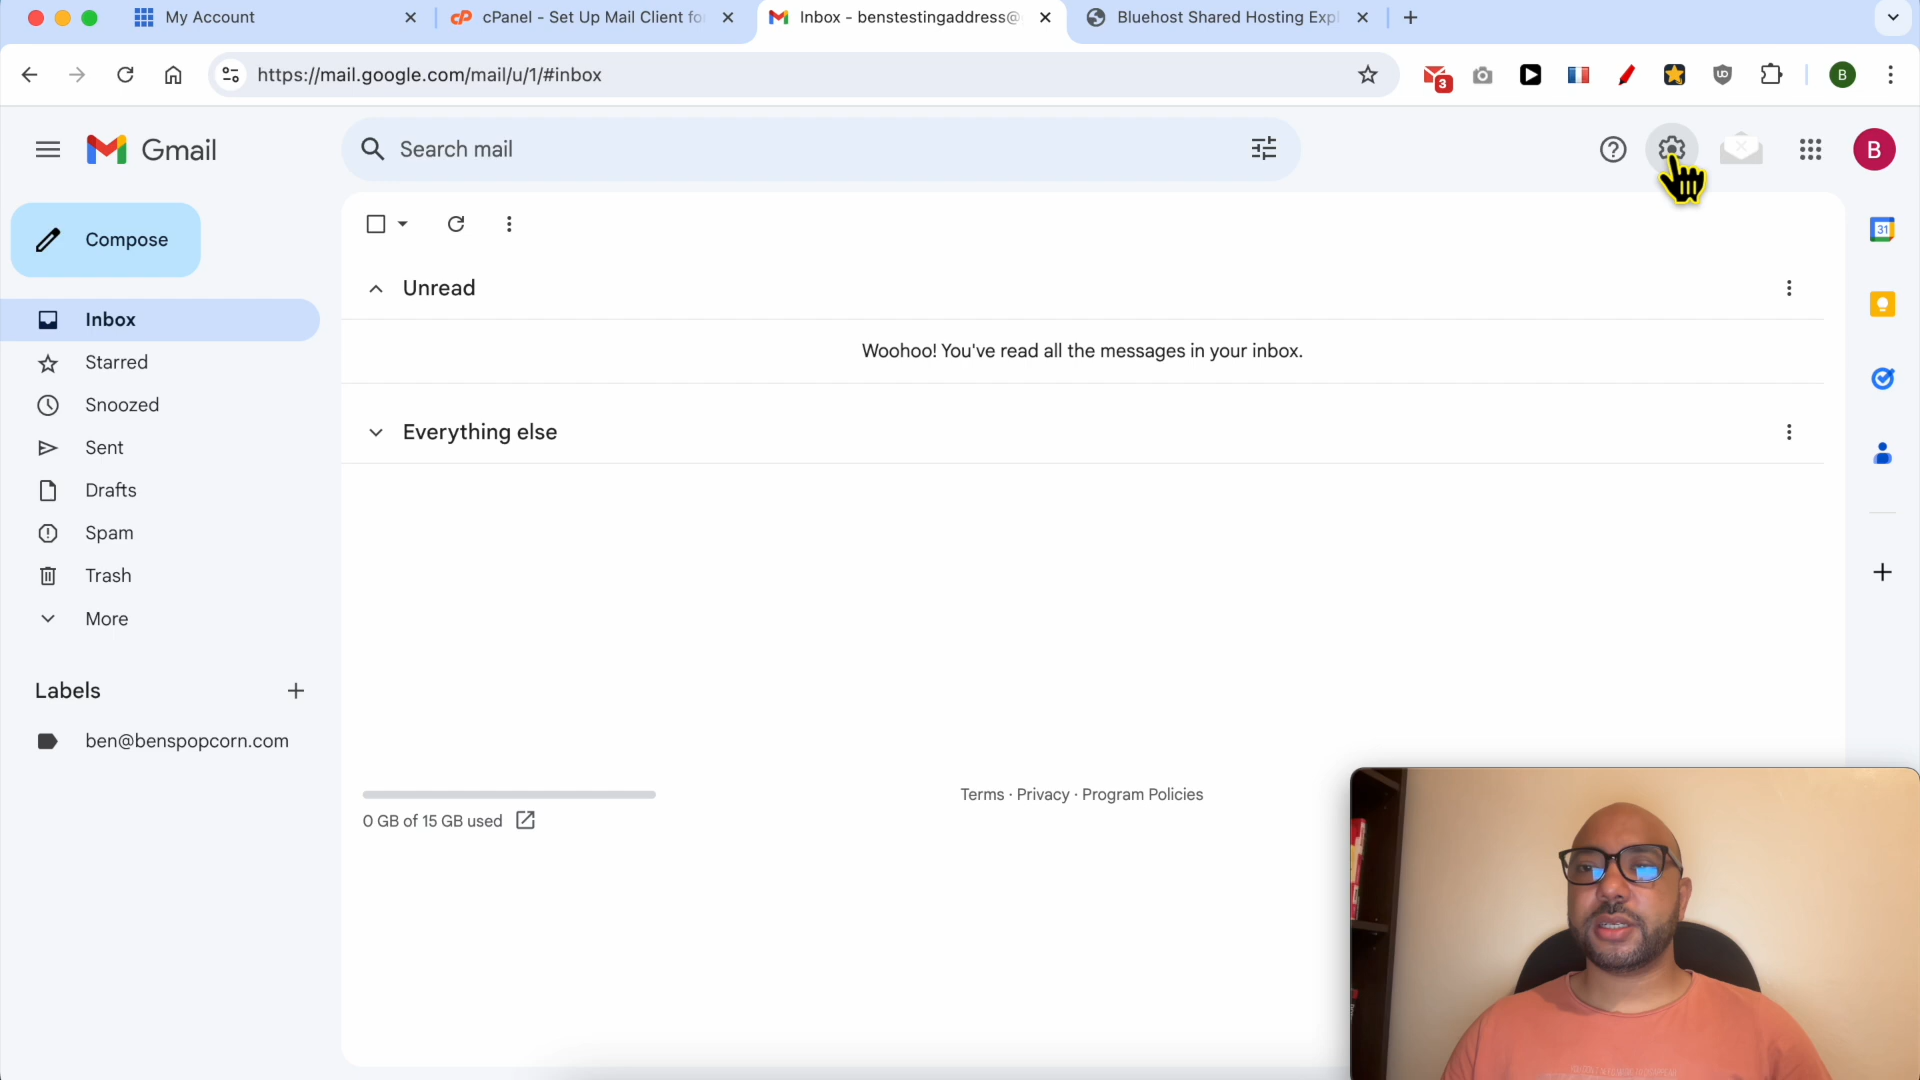 My Account
cPanel - Set Up Mail Client fo
Inbox - benstestingaddress@
Bluehost Shared Hosting Expl
https://mail.google.com/mail/u/1/#inbox
3
B
Gmail
Search mail
B
Compose
31
Unread
Inbox
Woohoo! You've read all the messages in your inbox.
Starred
Snoozed
Everything else
Sent
Drafts
Spam
Trash
More
Labels
ben@benspopcorn.com
Terms · Privacy · Program Policies
0 GB of 15 GB used